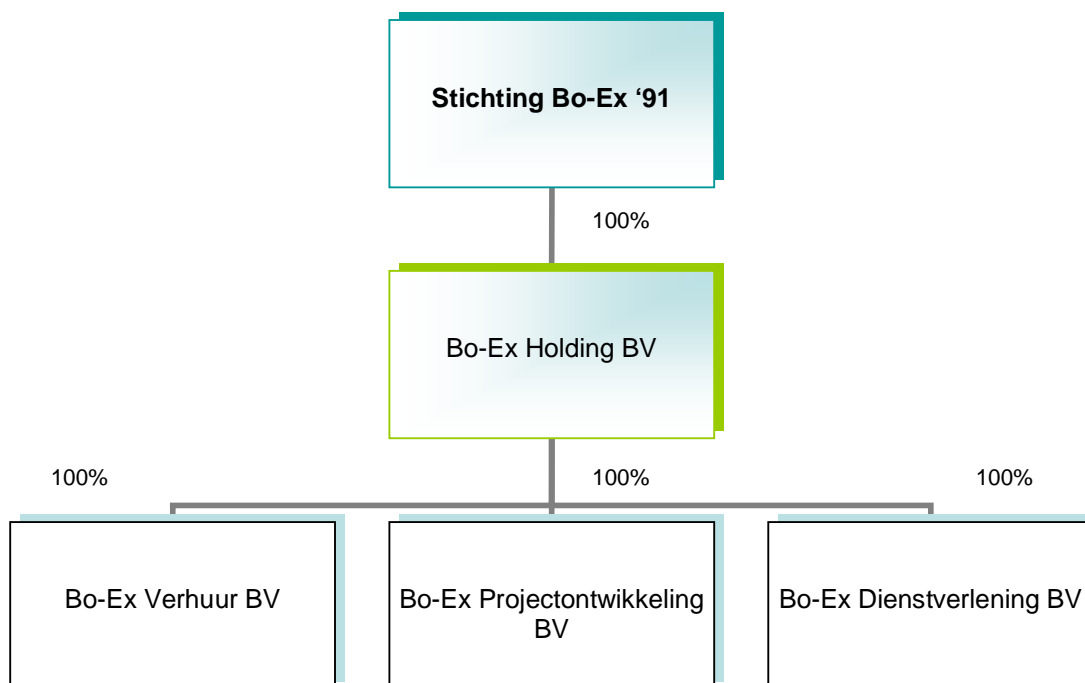 Stichting Bo-Ex ‘91
100%
Bo-Ex Holding BV
100%
100%
100%
Bo-Ex Verhuur BV
Bo-Ex Projectontwikkeling
BV
Bo-Ex Dienstverlening BV